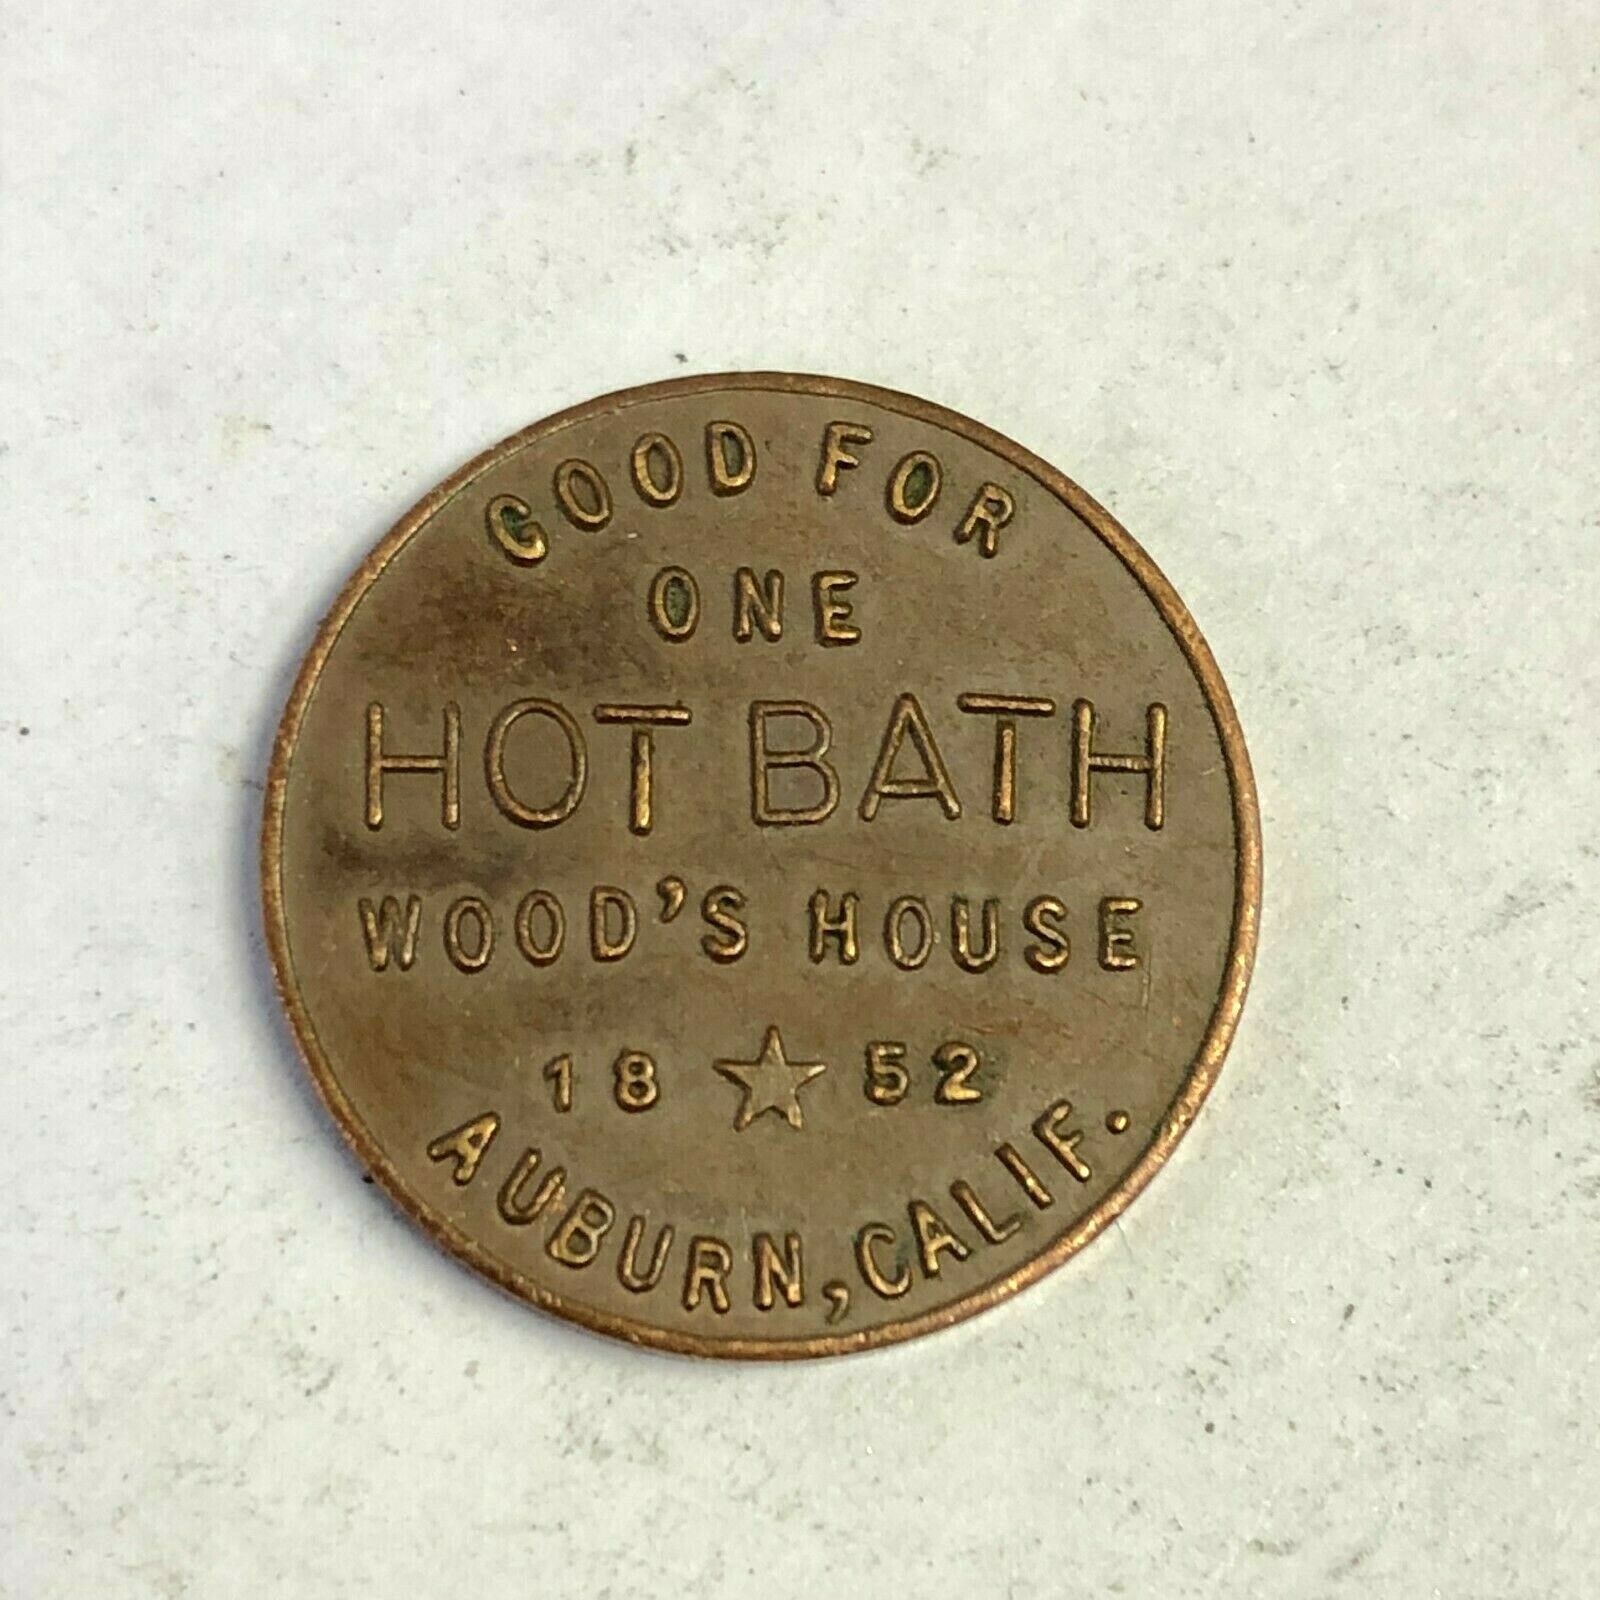 GOOD FOR
ONE
HOT BATH
WOOD'S HOUSE
18 ★ 52
AUBURN, CALIF.